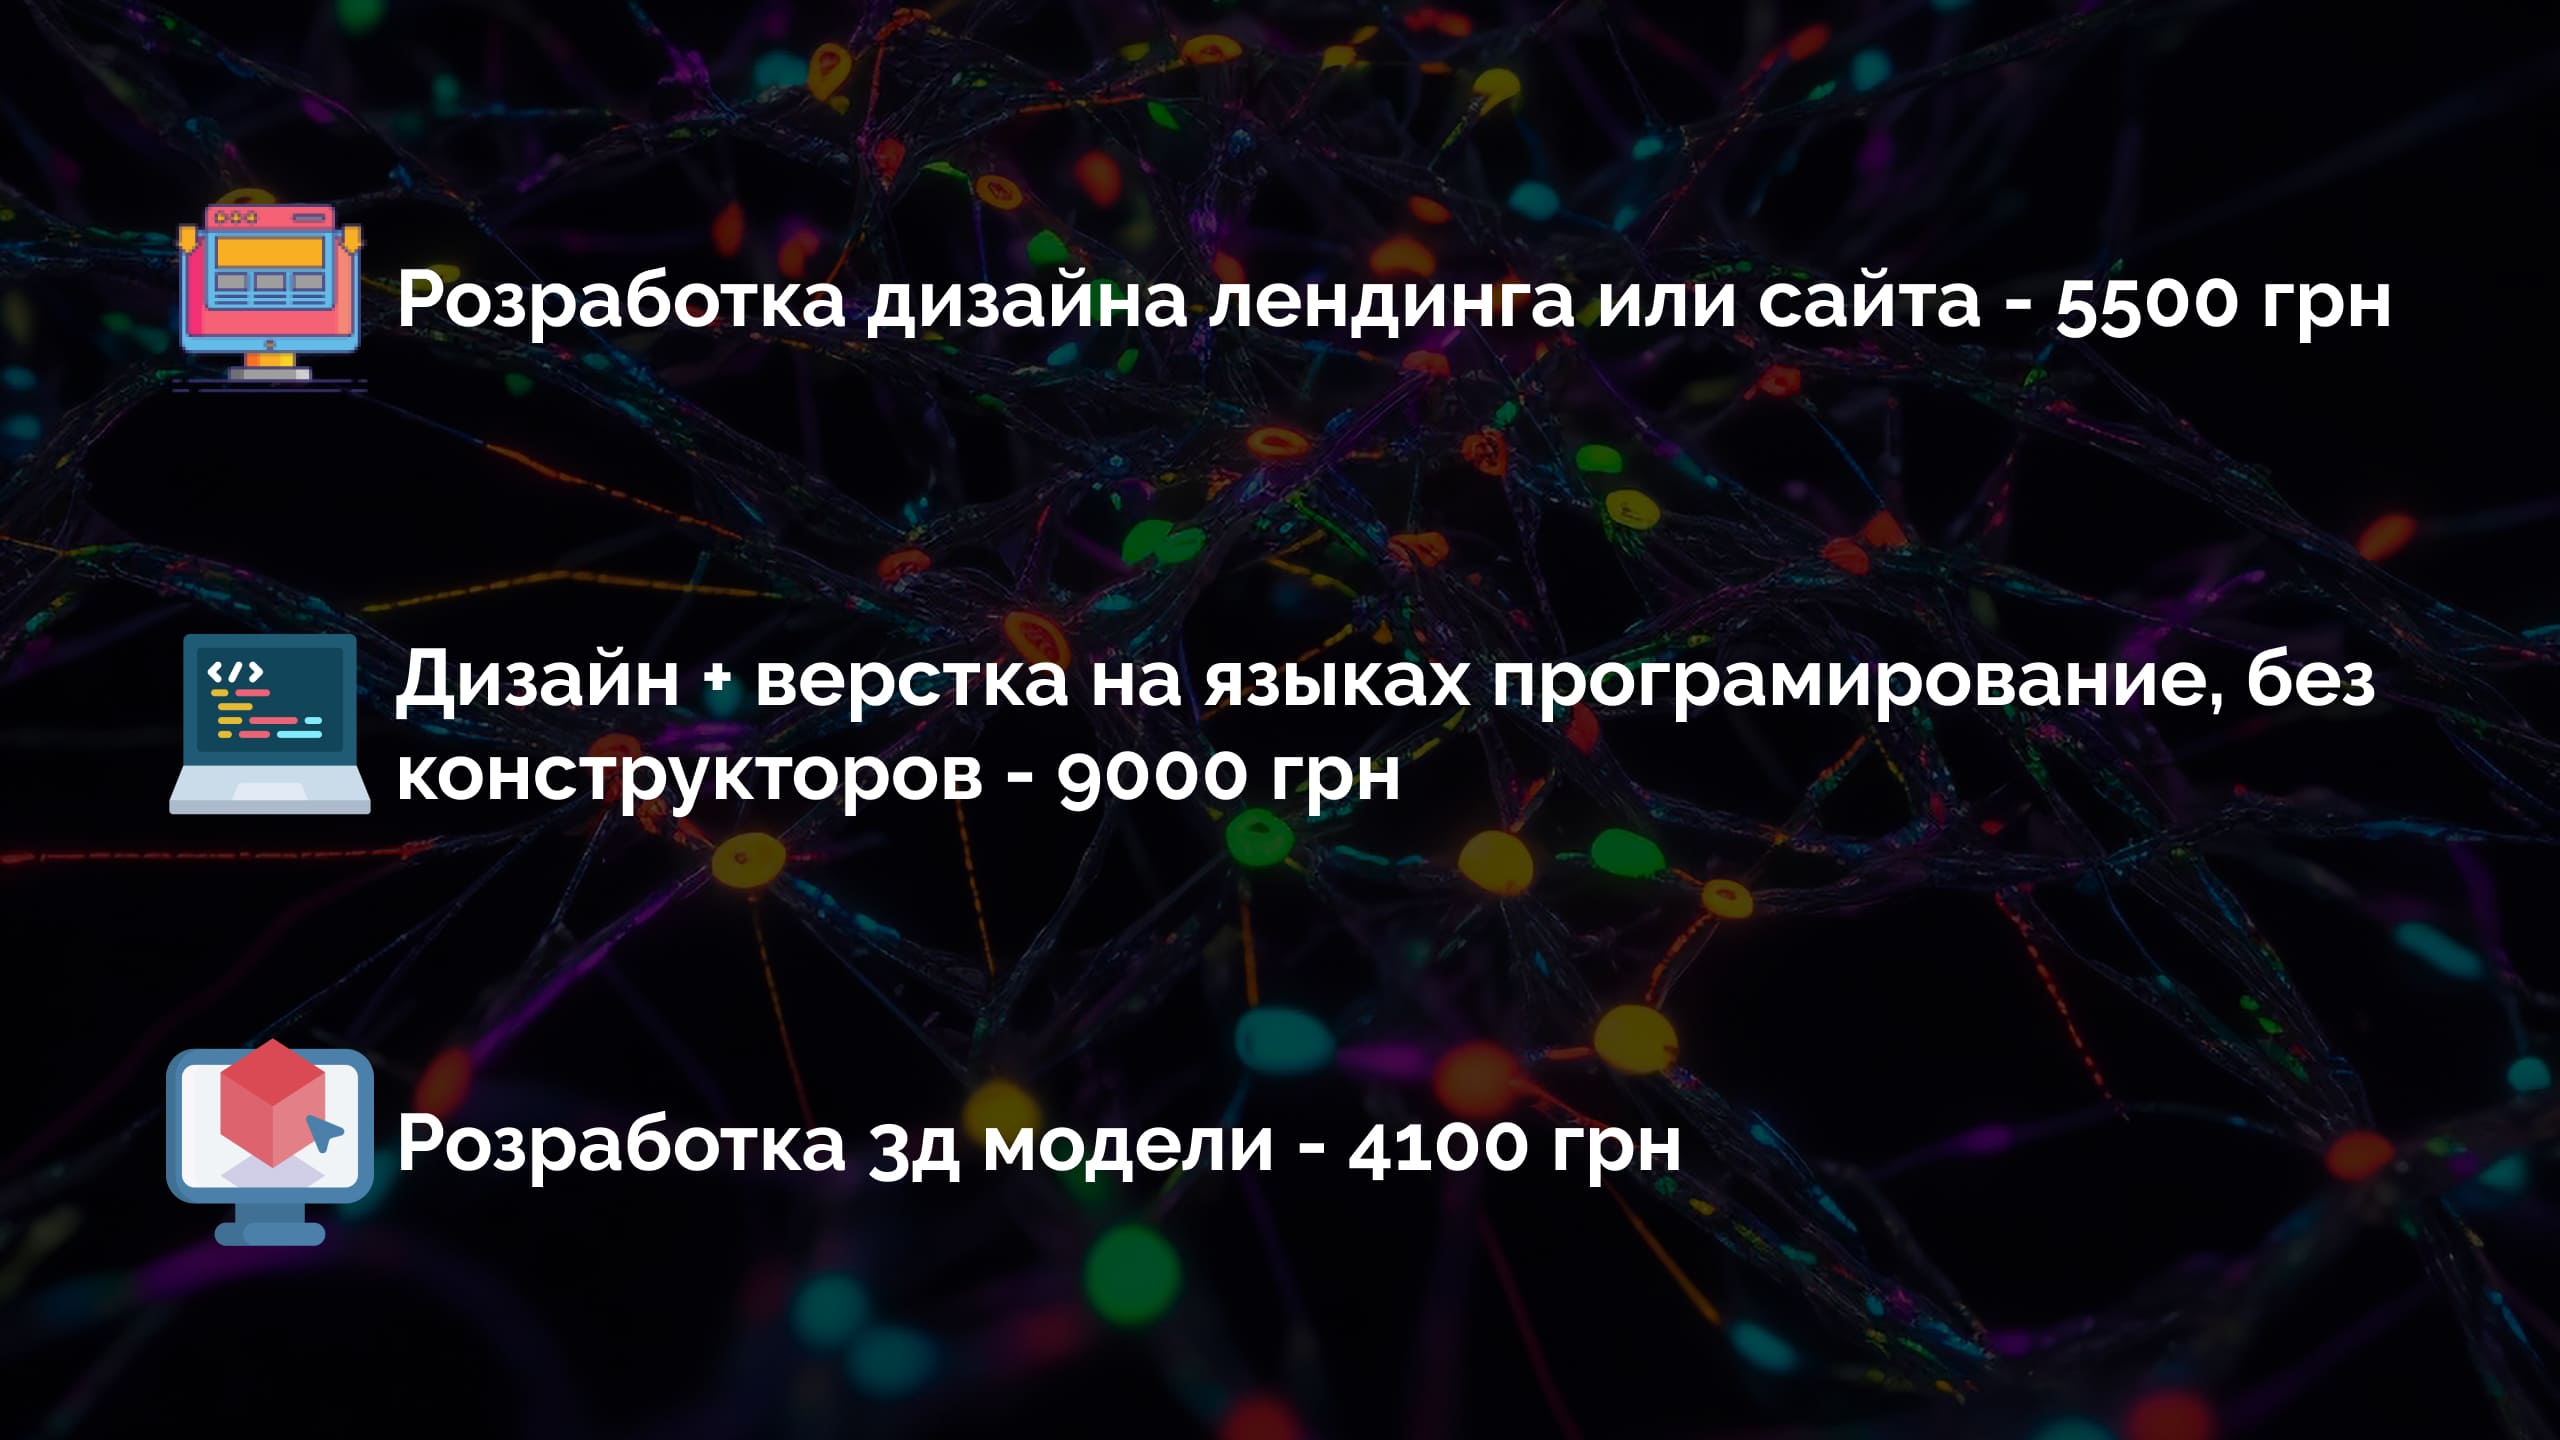 Розработка дизайна лендинга или сайта - 5500 грн
Дизайн + верстка на языках програмирование, без
конструкторов - 9000 грн
Розработка 3д модели - 4100 грн